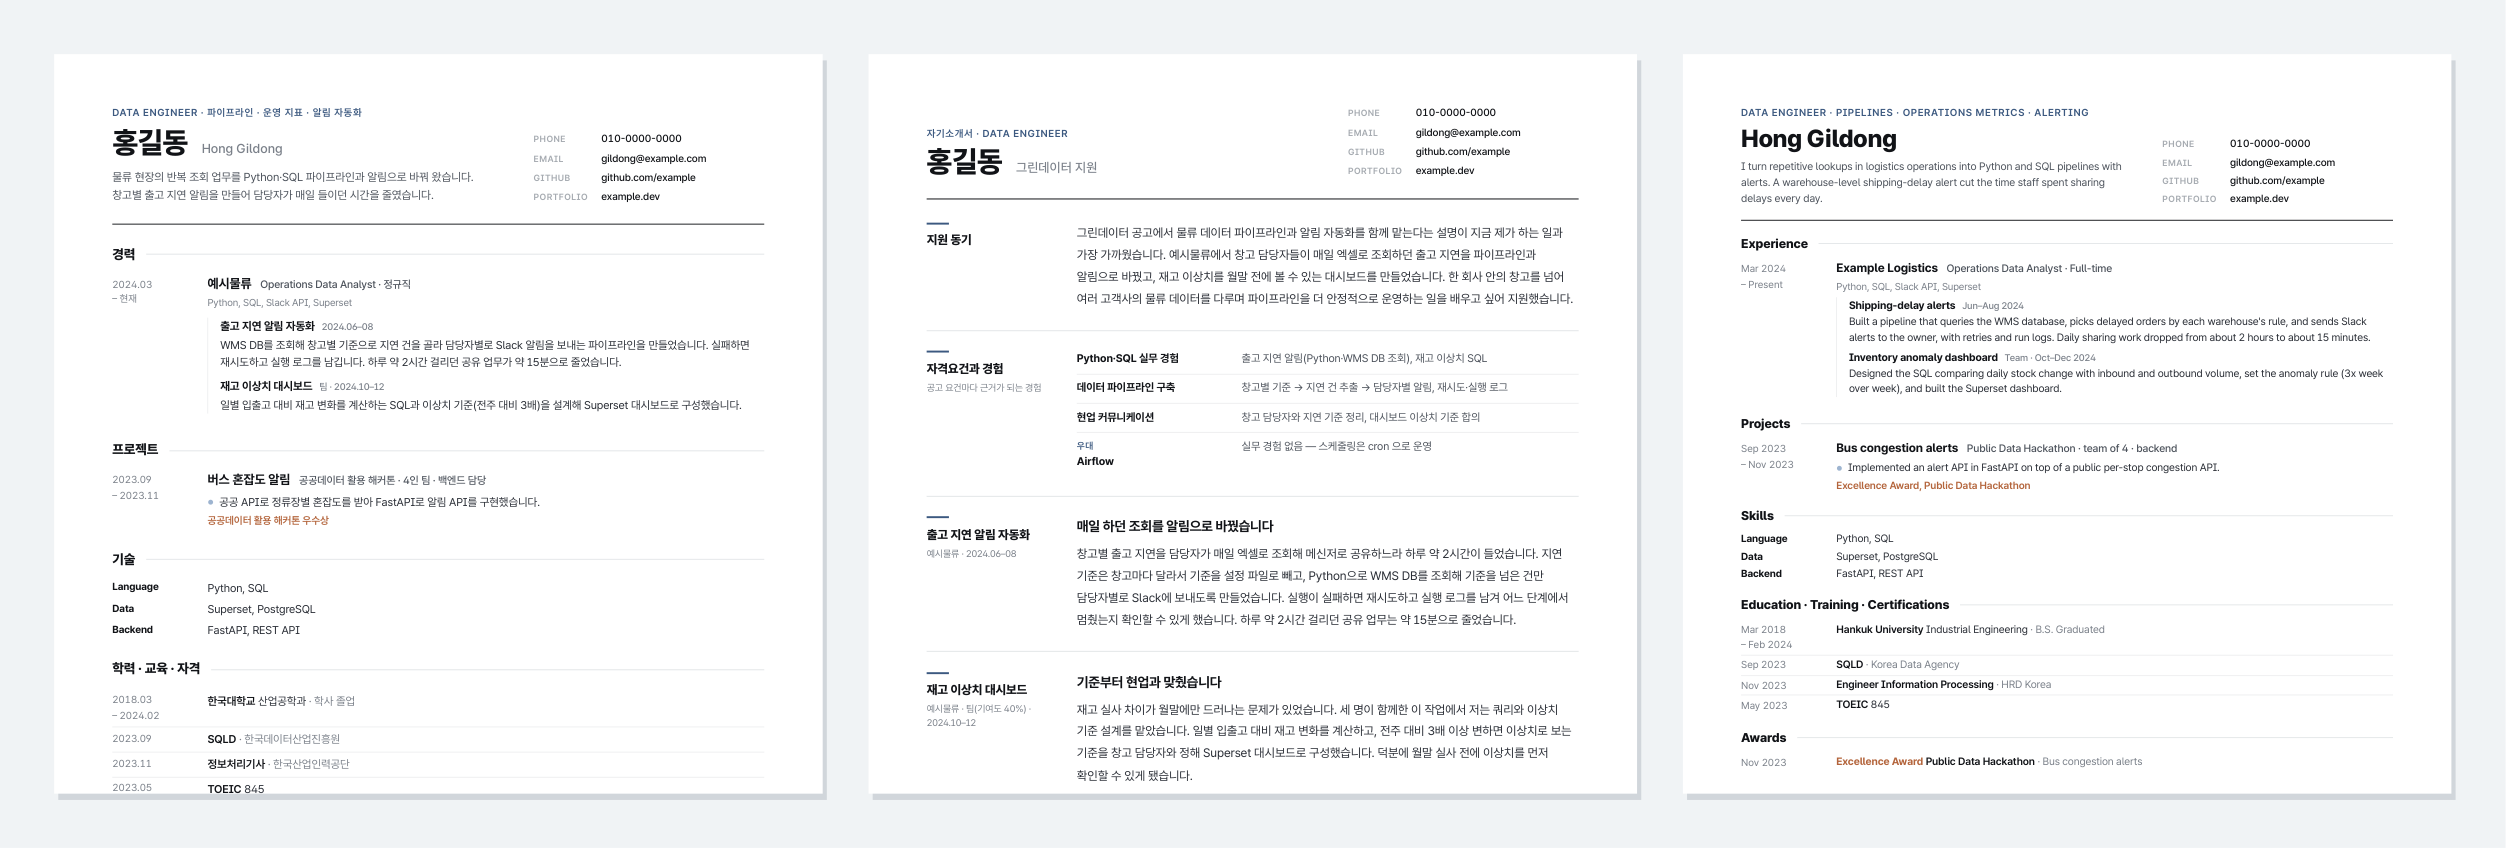 DATA ENGINEER · 파이프라인 · 운영 지표 · 알림 자동화
홍길동 Hong Gildong
물류 현장의 반복 조회 업무를 Python·SQL 파이프라인과 알림으로 바꿔 왔습니다.
창고별 출고 지연 알림을 만들어 담당자가 매일 들이던 시간을 줄였습니다.
PHONE 010-0000-0000
EMAIL gildong@example.com
GITHUB github.com/example
PORTFOLIO example.dev
경력
2024.03
– 현재
예시물류 Operations Data Analyst · 정규직
Python, SQL, Slack API, Superset
출고 지연 알림 자동화 2024.06–08
WMS DB를 조회해 창고별 기준으로 지연 건을 골라 담당자별로 Slack 알림을 보내는 파이프라인을 만들었습니다. 실패하면
재시도하고 실행 로그를 남깁니다. 하루 약 2시간 걸리던 공유 업무가 약 15분으로 줄었습니다.
재고 이상치 대시보드 팀 · 2024.10–12
일별 입출고 대비 재고 변화를 계산하는 SQL과 이상치 기준(전주 대비 3배)을 설계해 Superset 대시보드로 구성했습니다.
프로젝트
2023.09
– 2023.11
버스 혼잡도 알림 공공데이터 활용 해커톤 · 4인 팀 · 백엔드 담당
공공 API로 정류장별 혼잡도를 받아 FastAPI로 알림 API를 구현했습니다.
공공데이터 활용 해커톤 우수상
기술
Language Python, SQL
Data Superset, PostgreSQL
Backend FastAPI, REST API
학력 · 교육 · 자격
2018.03
– 2024.02
한국대학교 산업공학과 · 학사 졸업
2023.09 SQLD · 한국데이터산업진흥원
2023.11 정보처리기사 · 한국산업인력공단
2023.05 TOEIC 845
자기소개서 · DATA ENGINEER
홍길동 그린데이터 지원
PHONE 010-0000-0000
EMAIL gildong@example.com
GITHUB github.com/example
PORTFOLIO example.dev
지원 동기
그린데이터 공고에서 물류 데이터 파이프라인과 알림 자동화를 함께 맡는다는 설명이 지금 제가 하는 일과
가장 가까웠습니다. 예시물류에서 창고 담당자들이 매일 엑셀로 조회하던 출고 지연을 파이프라인과
알림으로 바꿨고, 재고 이상치를 월말 전에 볼 수 있는 대시보드를 만들었습니다. 한 회사 안의 창고를 넘어
여러 고객사의 물류 데이터를 다루며 파이프라인을 더 안정적으로 운영하는 일을 배우고 싶어 지원했습니다.
자격요건과 경험
공고 요건마다 근거가 되는 경험
Python·SQL 실무 경험 출고 지연 알림(Python·WMS DB 조회), 재고 이상치 SQL
데이터 파이프라인 구축 창고별 기준 → 지연 건 추출 → 담당자별 알림, 재시도·실행 로그
현업 커뮤니케이션 창고 담당자와 지연 기준 정리, 대시보드 이상치 기준 합의
우대
Airflow
실무 경험 없음 — 스케줄링은 cron 으로 운영
출고 지연 알림 자동화
예시물류 · 2024.06–08
매일 하던 조회를 알림으로 바꿨습니다
창고별 출고 지연을 담당자가 매일 엑셀로 조회해 메신저로 공유하느라 하루 약 2시간이 들었습니다. 지연
기준은 창고마다 달라서 기준을 설정 파일로 빼고, Python으로 WMS DB를 조회해 기준을 넘은 건만
담당자별로 Slack에 보내도록 만들었습니다. 실행이 실패하면 재시도하고 실행 로그를 남겨 어느 단계에서
멈췄는지 확인할 수 있게 했습니다. 하루 약 2시간 걸리던 공유 업무는 약 15분으로 줄었습니다.
재고 이상치 대시보드
예시물류 · 팀(기여도 40%) ·
2024.10–12
기준부터 현업과 맞췄습니다
재고 실사 차이가 월말에만 드러나는 문제가 있었습니다. 세 명이 함께한 이 작업에서 저는 쿼리와 이상치
기준 설계를 맡았습니다. 일별 입출고 대비 재고 변화를 계산하고, 전주 대비 3배 이상 변하면 이상치로 보는
기준을 창고 담당자와 정해 Superset 대시보드로 구성했습니다. 덕분에 월말 실사 전에 이상치를 먼저
확인할 수 있게 됐습니다.
DATA ENGINEER · PIPELINES · OPERATIONS METRICS · ALERTING
Hong Gildong
I turn repetitive lookups in logistics operations into Python and SQL pipelines with
alerts. A warehouse-level shipping-delay alert cut the time staff spent sharing
delays every day.
PHONE 010-0000-0000
EMAIL gildong@example.com
GITHUB github.com/example
PORTFOLIO example.dev
Experience
Mar 2024
– Present
Example Logistics Operations Data Analyst · Full-time
Python, SQL, Slack API, Superset
Shipping-delay alerts Jun–Aug 2024
Built a pipeline that queries the WMS database, picks delayed orders by each warehouse's rule, and sends Slack
alerts to the owner, with retries and run logs. Daily sharing work dropped from about 2 hours to about 15 minutes.
Inventory anomaly dashboard Team · Oct–Dec 2024
Designed the SQL comparing daily stock change with inbound and outbound volume, set the anomaly rule (3x week
over week), and built the Superset dashboard.
Projects
Sep 2023
– Nov 2023
Bus congestion alerts Public Data Hackathon · team of 4 · backend
Implemented an alert API in FastAPI on top of a public per-stop congestion API.
Excellence Award, Public Data Hackathon
Skills
Language Python, SQL
Data Superset, PostgreSQL
Backend FastAPI, REST API
Education · Training · Certifications
Mar 2018
– Feb 2024
Hankuk University Industrial Engineering · B.S. Graduated
Sep 2023 SQLD · Korea Data Agency
Nov 2023 Engineer Information Processing · HRD Korea
May 2023 TOEIC 845
Awards
Nov 2023 Excellence Award Public Data Hackathon · Bus congestion alerts